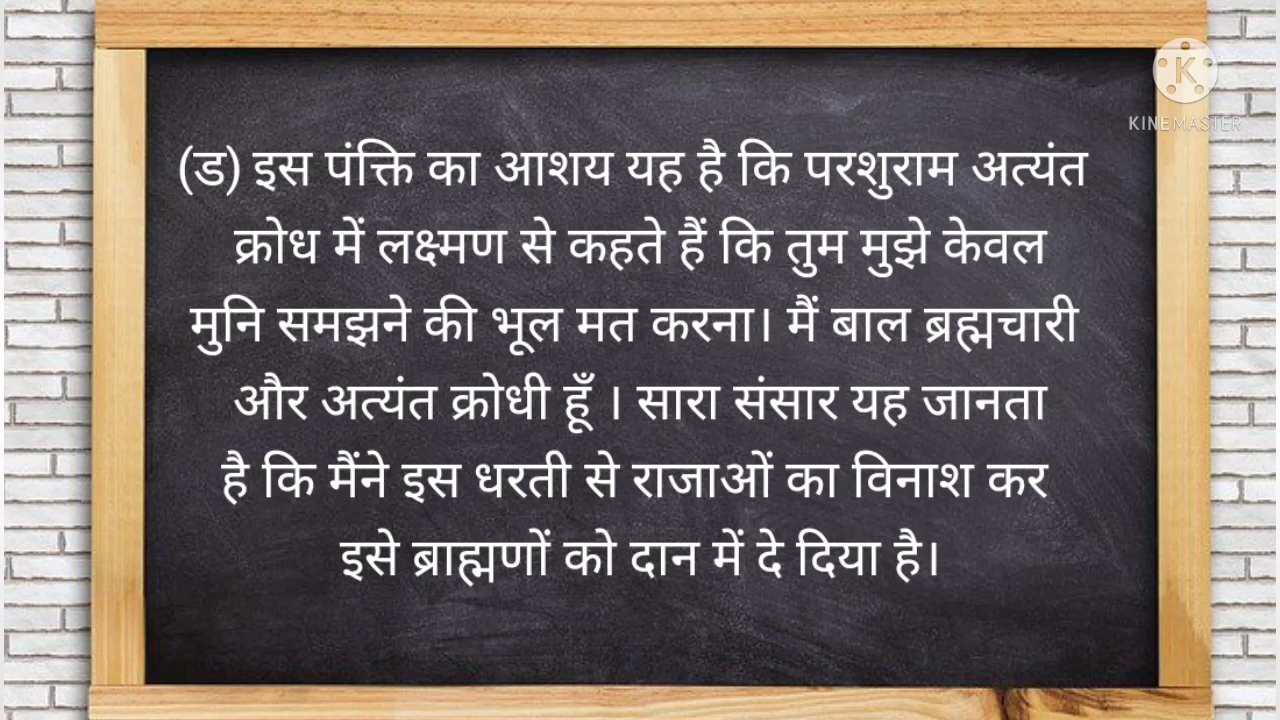 K
KINEMASTER
(ड) इस पंक्ति का आशय यह है कि परशुराम अत्यंत
क्रोध में लक्ष्मण से कहते हैं कि तुम मुझे केवल
मुनि समझने की भूल मत करना। मैं बाल ब्रह्मचारी
और अत्यंत क्रोधी हूँ । सारा संसार यह जानता
है कि मैंने इस धरती से राजाओं का विनाश कर
इसे ब्राह्मणों को दान में दे दिया है।